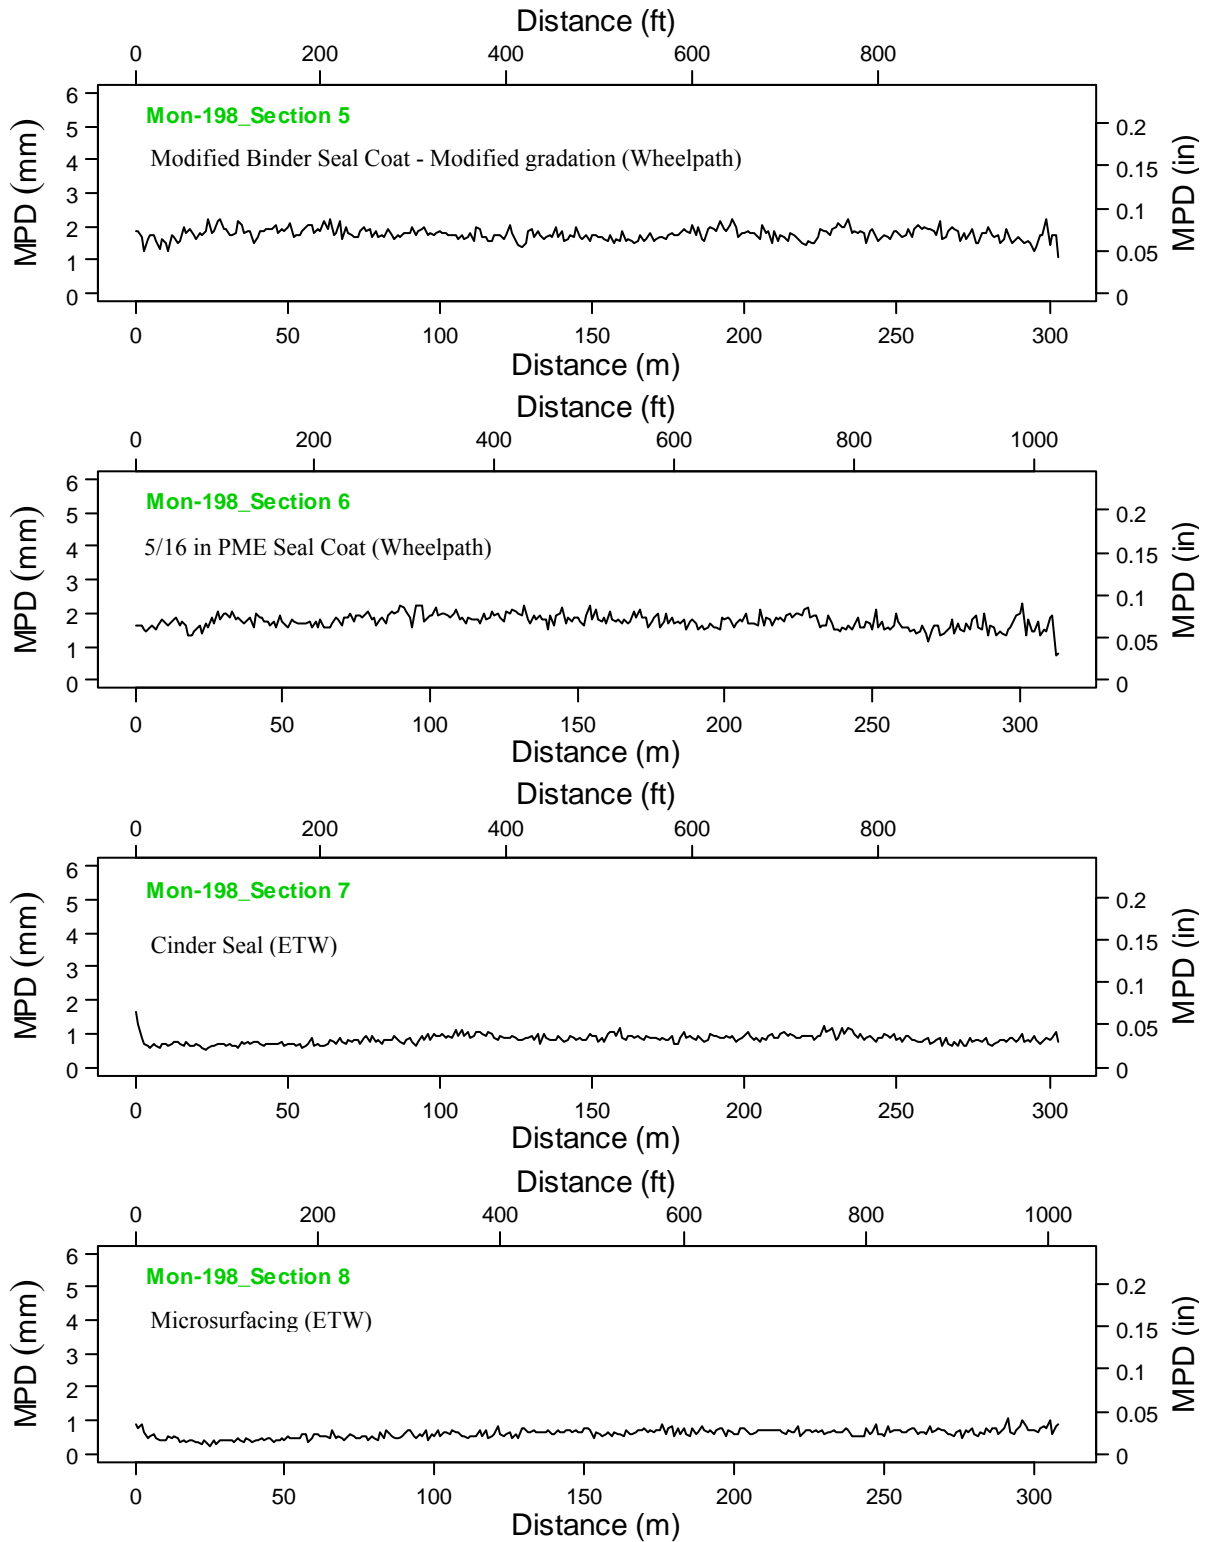 Distance (ft)
0 200 400 600 800
6
5
4
3
2
1
0
MPD (mm)
Mon-198_Section 5
Modified Binder Seal Coat - Modified gradation (Wheelpath)
0.2
0.15
0.1
0.05
0
MPD (in)
0 50 100 150 200 250 300
Distance (m)
Distance (ft)
0 200 400 600 800 1000
6
5
4
3
2
1
0
MPD (mm)
Mon-198_Section 6
5/16 in PME Seal Coat (Wheelpath)
0.2
0.15
0.1
0.05
0
MPD (in)
0 50 100 150 200 250 300
Distance (m)
Distance (ft)
0 200 400 600 800
6
5
4
3
2
1
0
MPD (mm)
Mon-198_Section 7
Cinder Seal (ETW)
0.2
0.15
0.1
0.05
0
MPD (in)
0 50 100 150 200 250 300
Distance (m)
Distance (ft)
0 200 400 600 800 1000
6
5
4
3
2
1
0
MPD (mm)
Mon-198_Section 8
Microsurfacing (ETW)
0.2
0.15
0.1
0.05
0
MPD (in)
0 50 100 150 200 250 300
Distance (m)